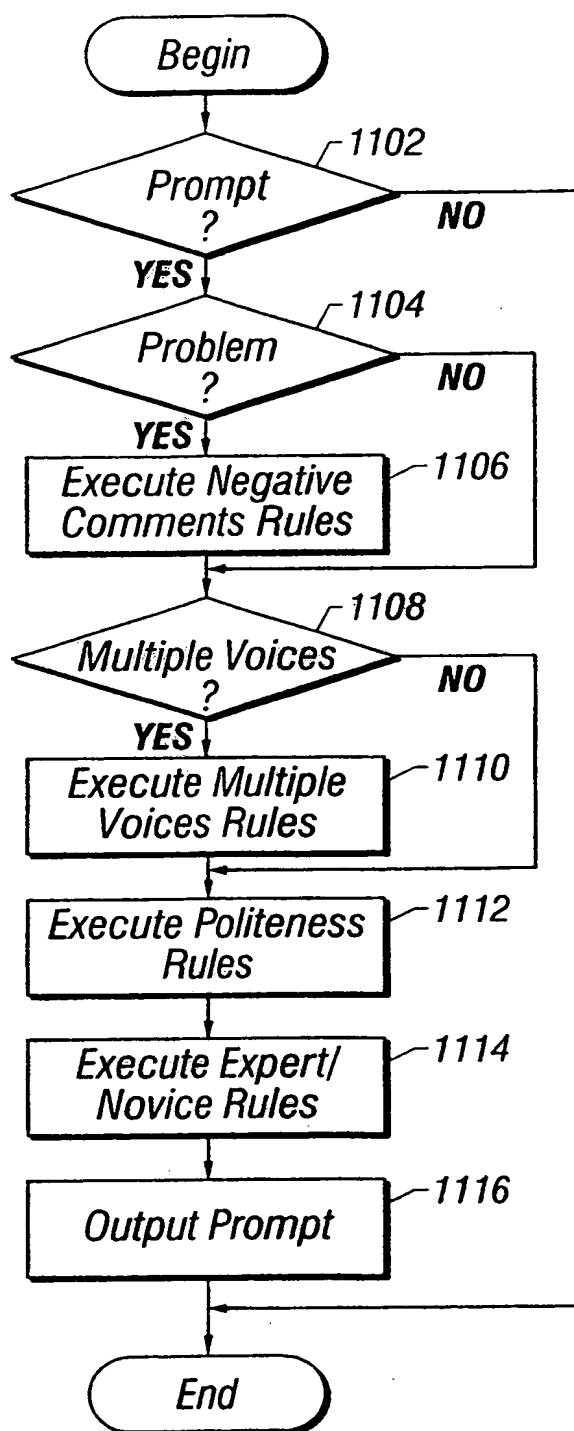 Begin
1102
Prompt
?
NO
YES
1104
Problem
?
NO
YES
1106
Execute Negative
Comments Rules
1108
Multiple Voices
?
NO
YES
1110
Execute Multiple
Voices Rules
1112
Execute Politeness
Rules
1114
Execute Expert/
Novice Rules
1116
Output Prompt
End